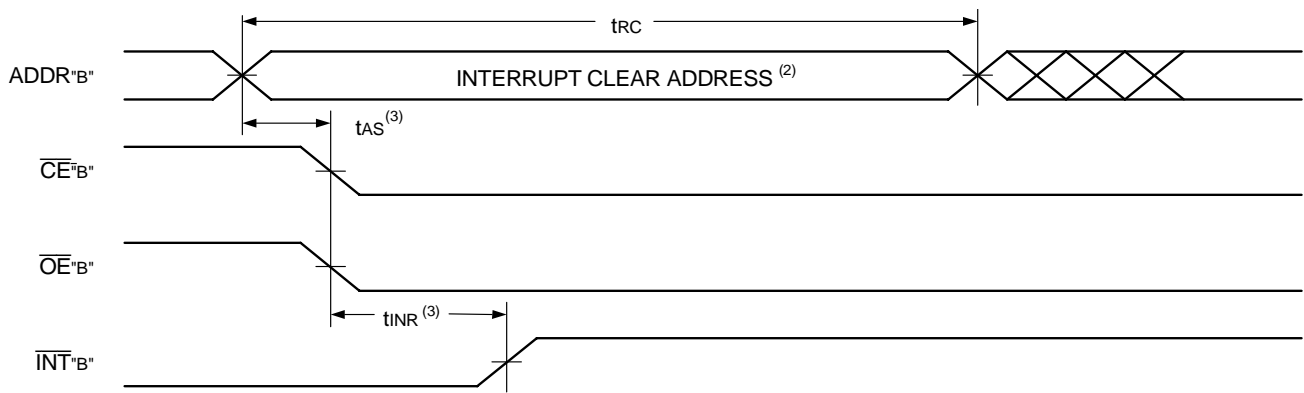 tRC
ADDR"B" INTERRUPT CLEAR ADDRESS (2)
tAS(3)
CE"B"
OE"B"
tINR(3)
INT"B"